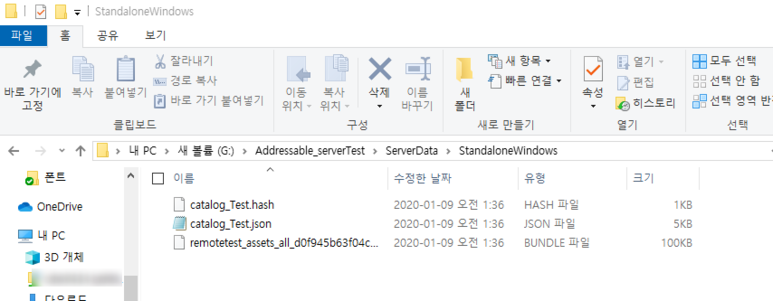 StandaloneWindows
파일 홈 공유 보기
바로 가기에 고정
복사
붙여넣기
잘라내기
경로 복사
바로 가기 붙여넣기
클립보드
이동 위치
복사 위치
삭제
이름 바꾸기
구성
새 폴더
새 항목
빠른 연결
새로 만들기
속성
열기
편집
히스토리
열기
모두 선택
선택 안 함
선택 영역 반
선택
내 PC > 새 볼륨 (G:) > Addressable_serverTest > ServerData > StandaloneWindows
폰트
OneDrive
내 PC
3D 개체
다운로드
이름 수정한 날짜 유형 크기
catalog_Test.hash 2020-01-09 오전 1:36 HASH 파일 1KB
catalog_Test.json 2020-01-09 오전 1:36 JSON 파일 5KB
remotetest_assets_all_d0f945b63f04c... 2020-01-09 오전 1:36 BUNDLE 파일 100KB